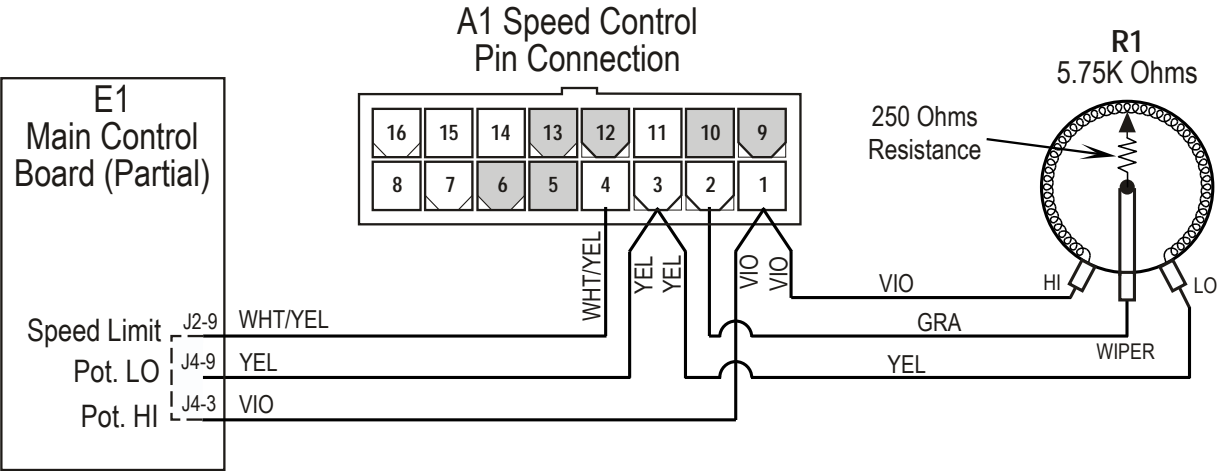 A1 Speed Control
Pin Connection
R1
5.75K Ohms
250 Ohms
Resistance
E1
Main Control
Board (Partial)
16 15 14 13 12 11 10 9
8 7 6 5 4 3 2 1
WHT/YEL
YEL
YEL
VIO
VIO
VIO
HI
LO
GRA
WIPER
YEL
Speed Limit J2-9 WHT/YEL
Pot. LO J4-9 YEL
Pot. HI J4-3 VIO